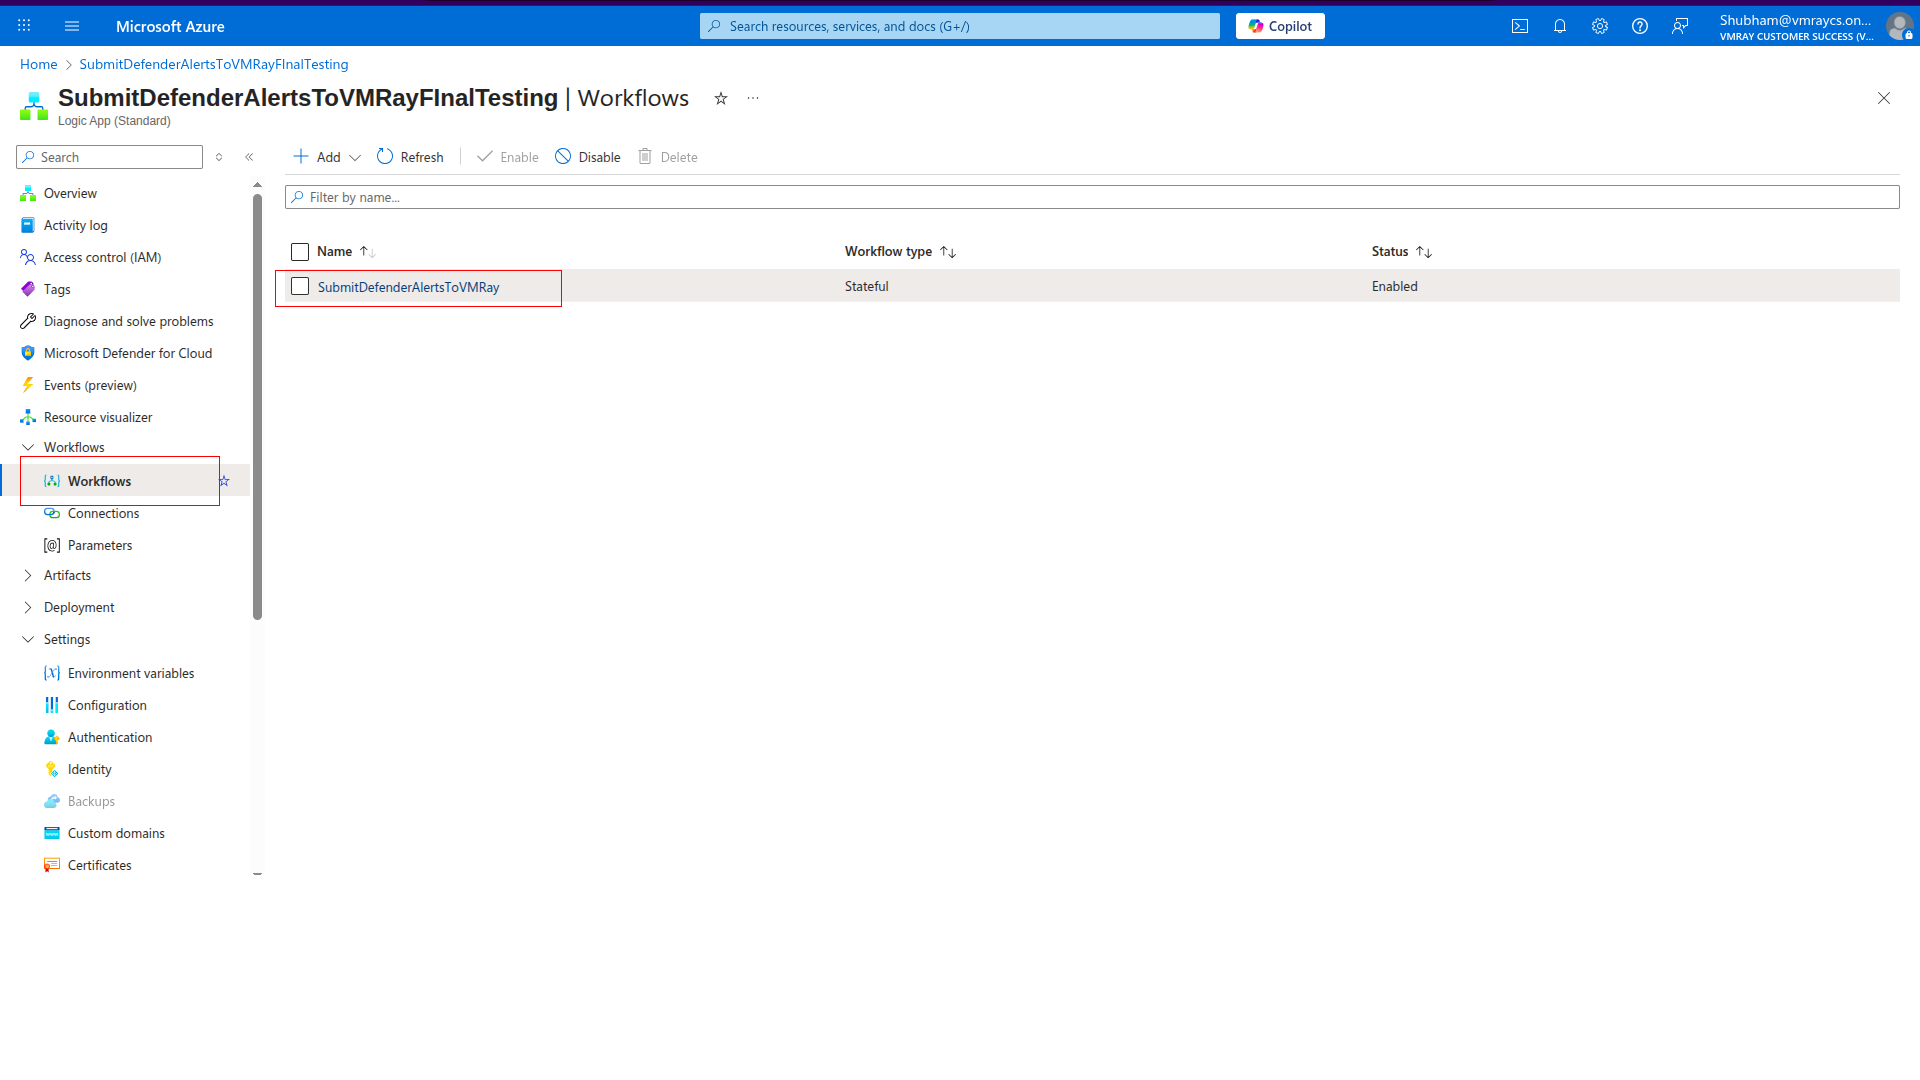 Microsoft Azure
Search resources, services, and docs (G+/)
Copilot
Shubham@vmraycs.on...
VMRAY CUSTOMER SUCCESS (V...
Home > SubmitDefenderAlertsToVMRayFInalTesting
SubmitDefenderAlertsToVMRayFInalTesting | Workflows
Logic App (Standard)
Search
Add
Refresh
Enable
Disable
Delete
Overview
Activity log
Access control (IAM)
Tags
Diagnose and solve problems
Microsoft Defender for Cloud
Events (preview)
Resource visualizer
Workflows
Workflows
Connections
Parameters
Artifacts
Deployment
Settings
Environment variables
Configuration
Authentication
Identity
Backups
Custom domains
Certificates
Filter by name...
Name Workflow type Status
SubmitDefenderAlertsToVMRay Stateful Enabled